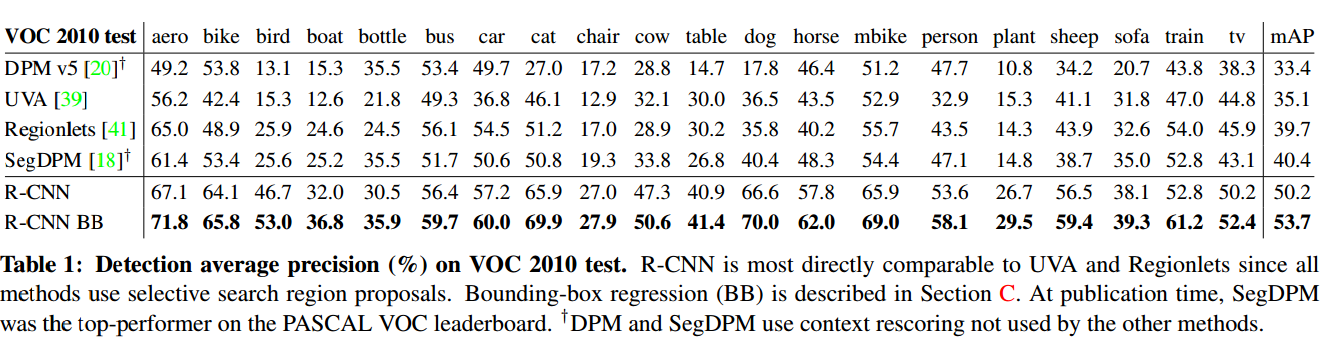 VOC 2010 test aero bike bird boat bottle bus car cat chair cow table dog horse mbike person plant sheep sofa train tv mAP
DPM v5 [20]† 49.2 53.8 13.1 15.3 35.5 53.4 49.7 27.0 17.2 28.8 14.7 17.8 46.4 51.2 47.7 10.8 34.2 20.7 43.8 38.3 33.4
UVA [39] 56.2 42.4 15.3 12.6 21.8 49.3 36.8 46.1 12.9 32.1 30.0 36.5 43.5 52.9 32.9 15.3 41.1 31.8 47.0 44.8 35.1
Regionlets [41] 65.0 48.9 25.9 24.6 24.5 56.1 54.5 51.2 17.0 28.9 30.2 35.8 40.2 55.7 43.5 14.3 43.9 32.6 54.0 45.9 39.7
SegDPM [18]† 61.4 53.4 25.6 25.2 35.5 51.7 50.6 50.8 19.3 33.8 26.8 40.4 48.3 54.4 47.1 14.8 38.7 35.0 52.8 43.1 40.4
R-CNN 67.1 64.1 46.7 32.0 30.5 56.4 57.2 65.9 27.0 47.3 40.9 66.6 57.8 65.9 53.6 26.7 56.5 38.1 52.8 50.2 50.2
R-CNN BB 71.8 65.8 53.0 36.8 35.9 59.7 60.0 69.9 27.9 50.6 41.4 70.0 62.0 69.0 58.1 29.5 59.4 39.3 61.2 52.4 53.7
Table 1: Detection average precision (%) on VOC 2010 test. R-CNN is most directly comparable to UVA and Regionlets since all
methods use selective search region proposals. Bounding-box regression (BB) is described in Section C. At publication time, SegDPM
was the top-performer on the PASCAL VOC leaderboard. †DPM and SegDPM use context rescoring not used by the other methods.